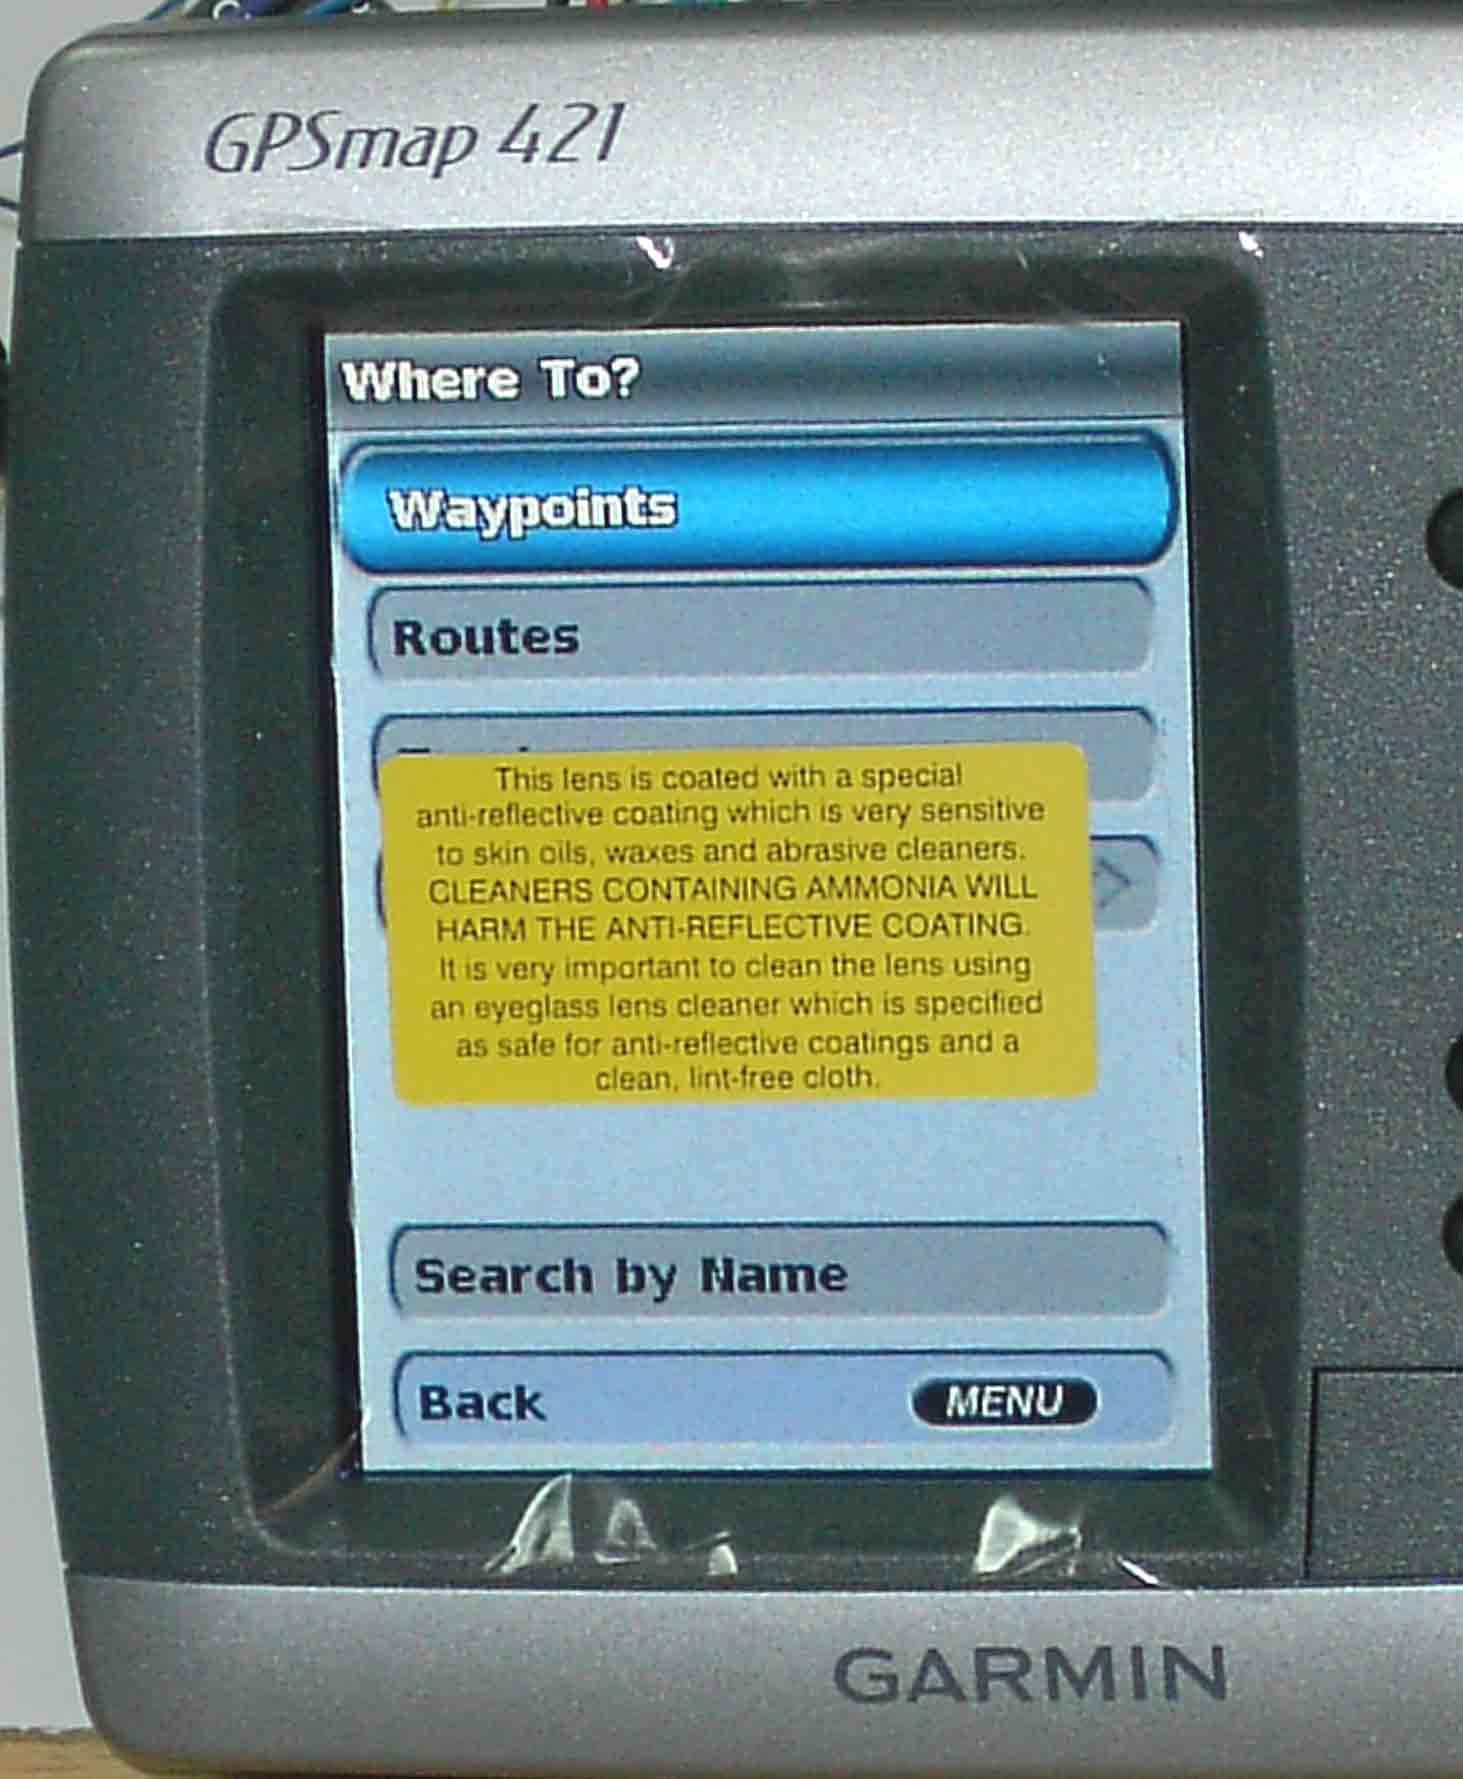 GPSmap 421
Where To?
Waypoints
Routes
This lens is coated with a special
anti-reflective coating which is very sensitive
to skin oils, waxes and abrasive cleaners.
CLEANERS CONTAINING AMMONIA WILL
HARM THE ANTI-REFLECTIVE COATING.
It is very important to clean the lens using
an eyeglass lens cleaner which is specified
as safe for anti-reflective coatings and a
clean, lint-free cloth.
Search by Name
Back MENU
GARMIN